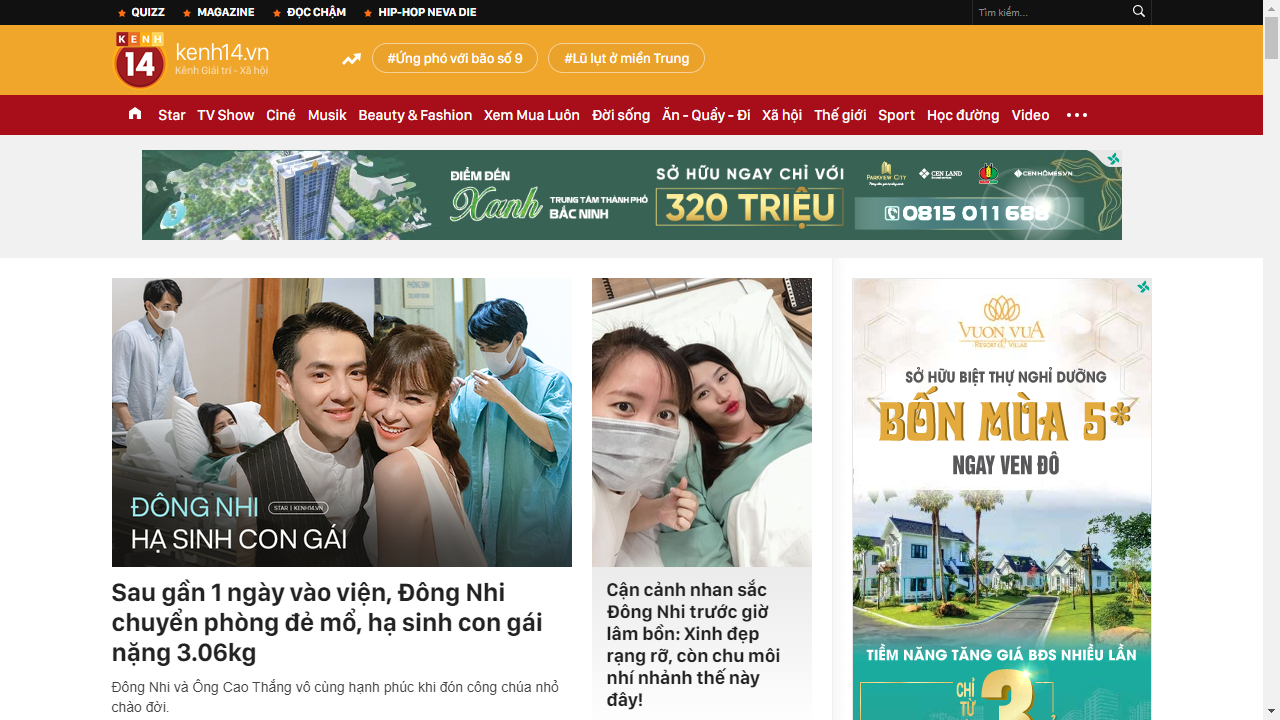 QUIZZ
MAGAZINE
ĐỌC CHẬM
HIP-HOP NEVA DIE
Tìm kiếm...
KENH
14
kenh14.vn
Kênh Giải trí - Xã hội
#Ứng phó với bão số 9
#Lũ lụt ở miền Trung
Star
TV Show
Ciné
Musik
Beauty & Fashion
Xem Mua Luôn
Đời sống
Ăn - Quẩy - Đi
Xã hội
Thế giới
Sport
Học đường
Video
ĐIỂM ĐẾN
Xanh
TRUNG TÂM THÀNH PHỐ
BẮC NINH
SỞ HỮU NGAY CHỈ VỚI
320 TRIỆU
PARKVIEW CITY
CEN LAND
CENHOMES.VN
0815 011 688
ĐÔNG NHI
STAR | KENH14.VN
HẠ SINH CON GÁI
Sau gần 1 ngày vào viện, Đông Nhi
chuyển phòng đẻ mổ, hạ sinh con gái
nặng 3.06kg
Đông Nhi và Ông Cao Thắng vô cùng hạnh phúc khi đón công chúa nhỏ
chào đời.
Cận cảnh nhan sắc
Đông Nhi trước giờ
lâm bồn: Xinh đẹp
rạng rỡ, còn chu môi
nhí nhảnh thế này
đây!
VUON VUA
RESORT & VILLAS
SỞ HỮU BIỆT THỰ NGHỈ DƯỠNG
BỐN MÙA 5*
NGAY VEN ĐÔ
TIỀM NĂNG TĂNG GIÁ BĐS NHIỀU LẦN
CHỈ
TỪ
3